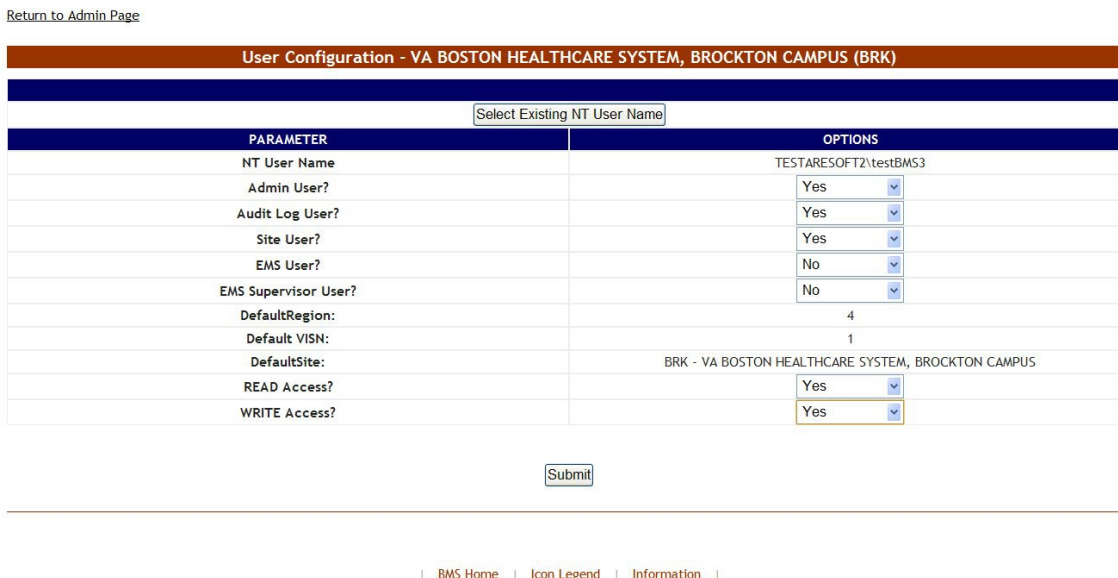 Return to Admin Page
User Configuration - VA BOSTON HEALTHCARE SYSTEM, BROCKTON CAMPUS (BRK)
Select Existing NT User Name
PARAMETER OPTIONS
NT User Name TESTARESOFT2\testBMS3
Admin User? Yes
Audit Log User? Yes
Site User? Yes
EMS User? No
EMS Supervisor User? No
DefaultRegion: 4
Default VISN: 1
DefaultSite: BRK - VA BOSTON HEALTHCARE SYSTEM, BROCKTON CAMPUS
READ Access? Yes
WRITE Access? Yes
Submit
| BMS Home | Icon Legend | Information |